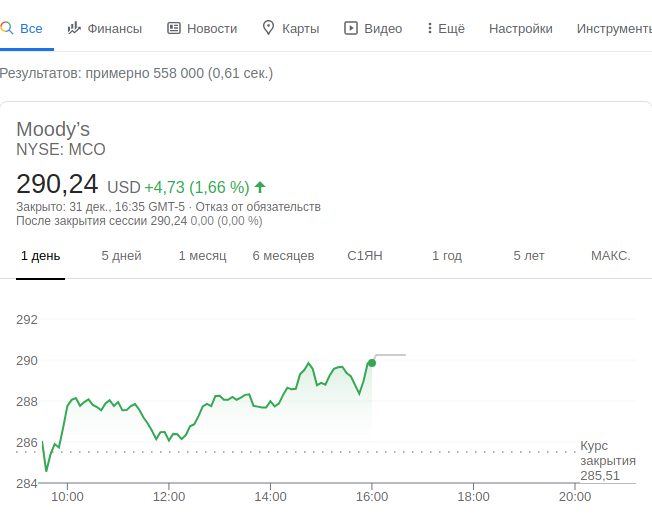 Все Финансы Новости Карты Видео Ещё Настройки Инструменты
Результатов: примерно 558 000 (0,61 сек.)
Moody’s
NYSE: MCO
290,24 USD +4,73 (1,66 %)
Закрыто: 31 дек., 16:35 GMT-5 · Отказ от обязательств
После закрытия сессии 290,24 0,00 (0,00 %)
1 день 5 дней 1 месяц 6 месяцев С1ЯН 1 год 5 лет МАКС.
292
290
288
286
284
Курс
закрытия
285,51
10:00 12:00 14:00 16:00 18:00 20:00